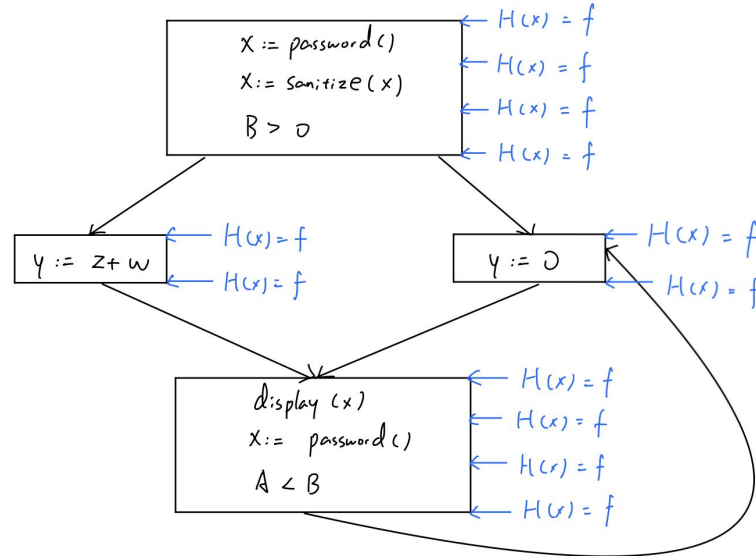 H(x) = f
X := password()
H(x) = f
X := sanitize(x)
H(x) = f
B > 0
H(x) = f
H(x) = f
y := z+w
H(x) = f
H(x) = f
y := 0
H(x) = f
H(x) = f
display(x)
H(x) = f
X := password()
H(x) = f
A < B
H(x) = f